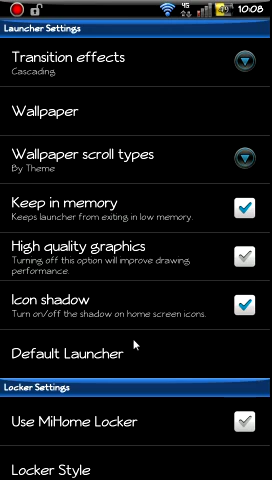 4G 10:08
Launcher Settings
Transition effects
Cascading
Wallpaper
Wallpaper scroll types
By Theme
Keep in memory
Keeps launcher from exiting in low memory.
High quality graphics
Turning off this option will improve drawing
performance.
Icon shadow
Turn on/off the shadow on home screen icons.
Default Launcher
Locker Settings
Use MiHome Locker
Locker Style